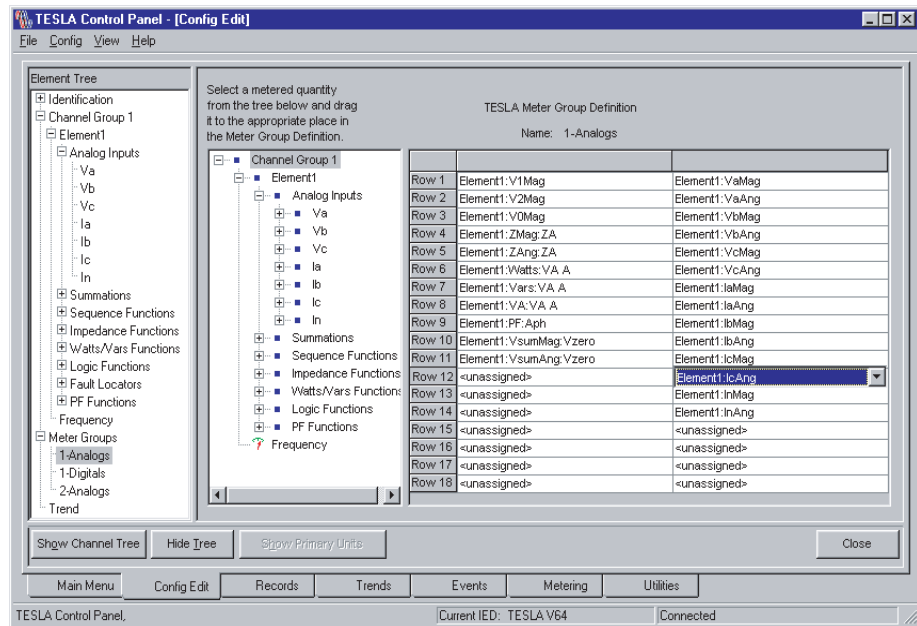 TESLA Control Panel - [Config Edit]
File Config View Help
Element Tree
Identification
Channel Group 1
Element1
Analog Inputs
Va
Vb
Vc
Ia
Ib
Ic
In
Summations
Sequence Functions
Impedance Functions
Watts/Vars Functions
Logic Functions
Fault Locators
PF Functions
Frequency
Meter Groups
1-Analogs
1-Digitals
2-Analogs
Trend
Select a metered quantity
from the tree below and drag
it to the appropriate place in
the Meter Group Definition.
Channel Group 1
Element1
Analog Inputs
Va
Vb
Vc
Ia
Ib
Ic
In
Summations
Sequence Functions
Impedance Functions
Watts/Vars Functions
Logic Functions
PF Functions
Frequency
TESLA Meter Group Definition
Name: 1-Analogs
Row 1 Element1:V1Mag Element1:VaMag
Row 2 Element1:V2Mag Element1:VaAng
Row 3 Element1:V0Mag Element1:VbMag
Row 4 Element1:ZMag:ZA Element1:VbAng
Row 5 Element1:ZAng:ZA Element1:VcMag
Row 6 Element1:Watts:VA A Element1:VcAng
Row 7 Element1:Vars:VA A Element1:IaMag
Row 8 Element1:VA:VA A Element1:IaAng
Row 9 Element1:PF:Aph Element1:IbMag
Row 10 Element1:VsumMag:Vzero Element1:IbAng
Row 11 Element1:VsumAng:Vzero Element1:IcMag
Row 12 <unassigned> Element1:IcAng
Row 13 <unassigned> Element1:InMag
Row 14 <unassigned> Element1:InAng
Row 15 <unassigned> <unassigned>
Row 16 <unassigned> <unassigned>
Row 17 <unassigned> <unassigned>
Row 18 <unassigned> <unassigned>
Show Channel Tree Hide Tree Show Primary Units Close
Main Menu Config Edit Records Trends Events Metering Utilities
TESLA Control Panel, Current IED: TESLA V64 Connected